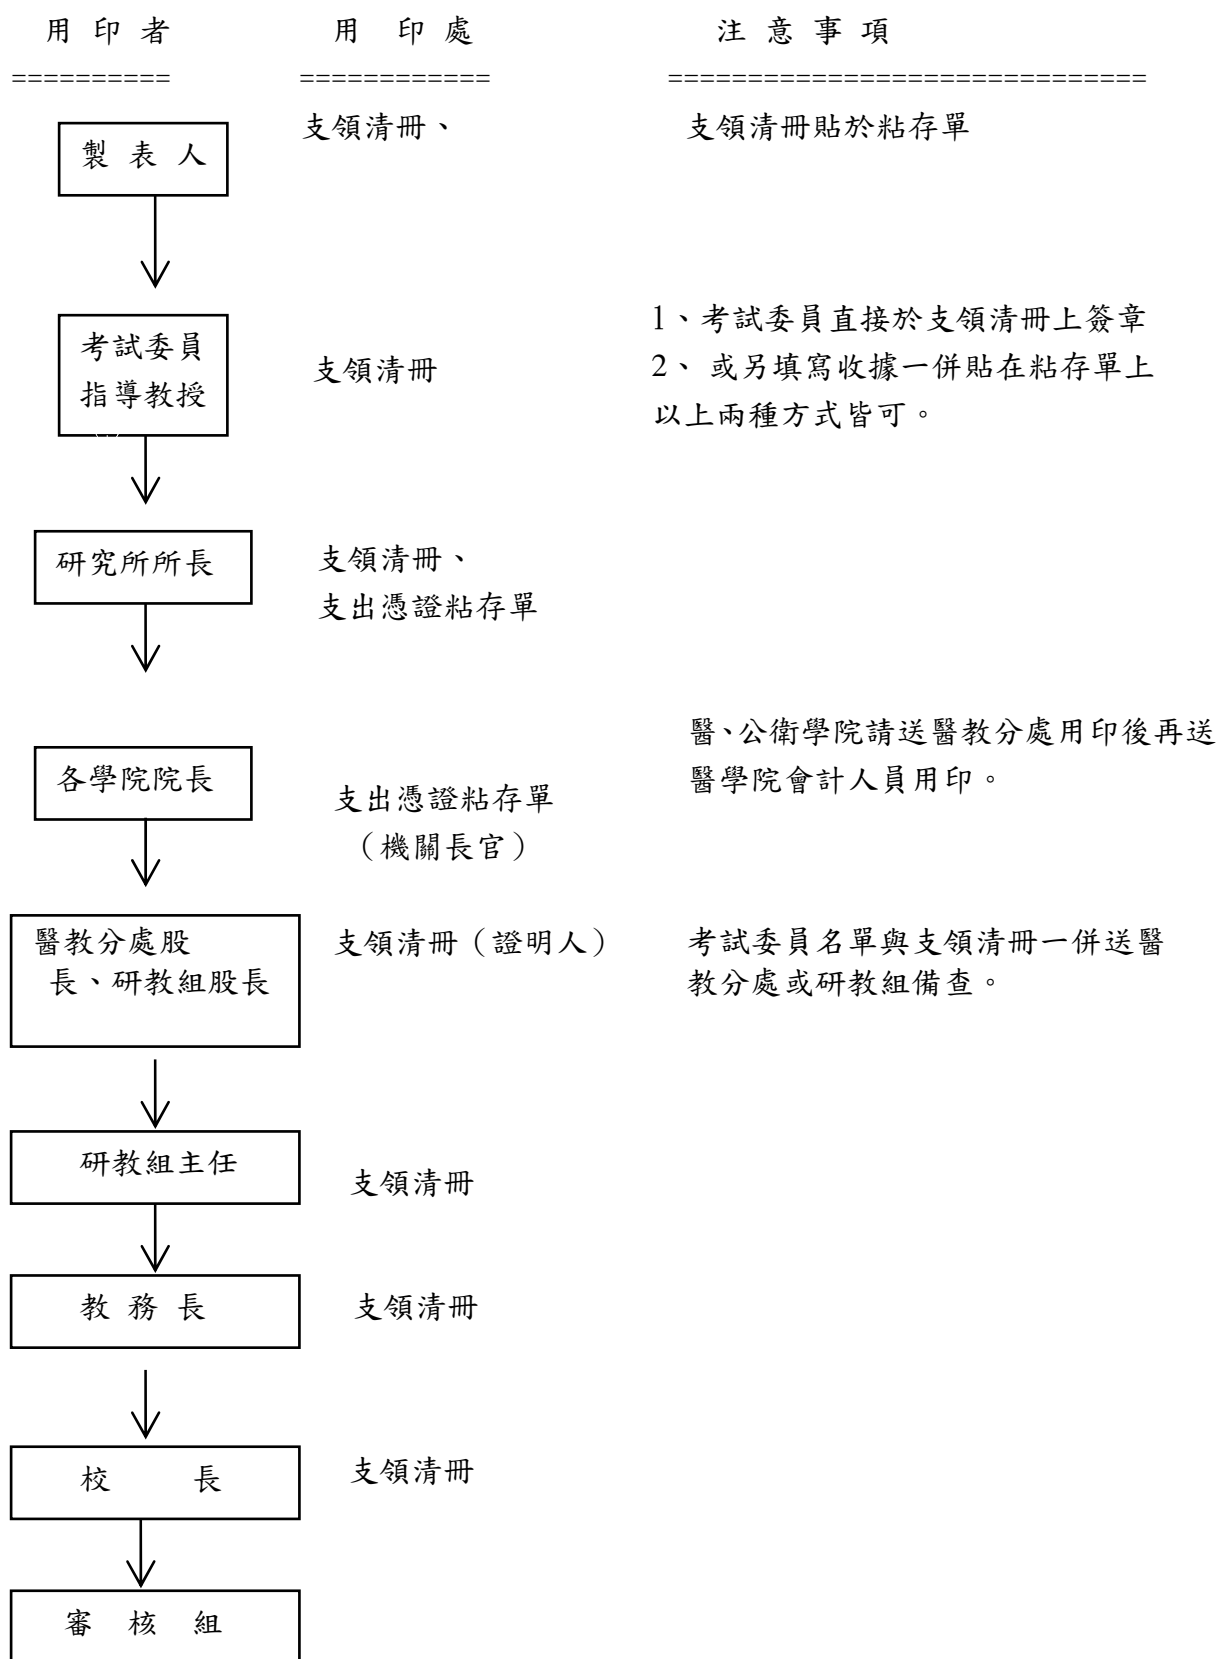 用 印 者 用 印 處 注 意 事 項
========== ============ ==============================
支領清冊、 支領清冊貼於粘存單
製 表 人
1、考試委員直接於支領清冊上簽章
考試委員
支領清冊 2、 或另填寫收據一併貼在粘存單上
指導教授
以上兩種方式皆可。
研究所所長 支領清冊、
支出憑證粘存單
醫、公衛學院請送醫教分處用印後再送
各學院院長 醫學院會計人員用印。
支出憑證粘存單
（機關長官）
醫教分處股 支領清冊（證明人） 考試委員名單與支領清冊一併送醫
長、研教組股長 教分處或研教組備查。
研教組主任
支領清冊
教 務 長 支領清冊
校 長 支領清冊
審 核 組